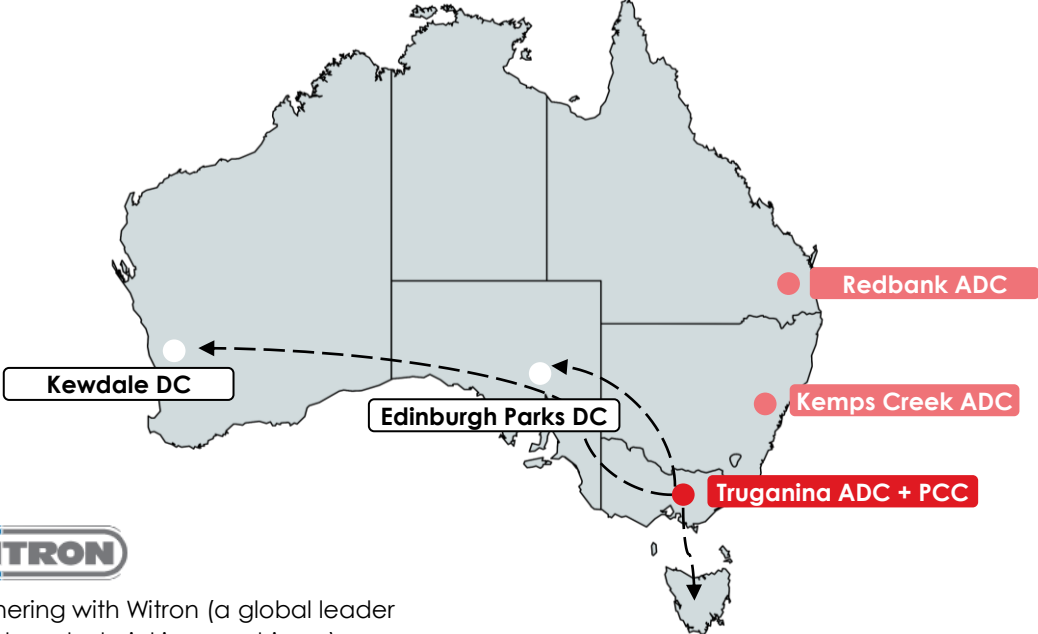 Redbank ADC
Kewdale DC
Kemps Creek ADC
Edinburgh Parks DC
Truganina ADC + PCC
TRON
nering with Witron (a global leader